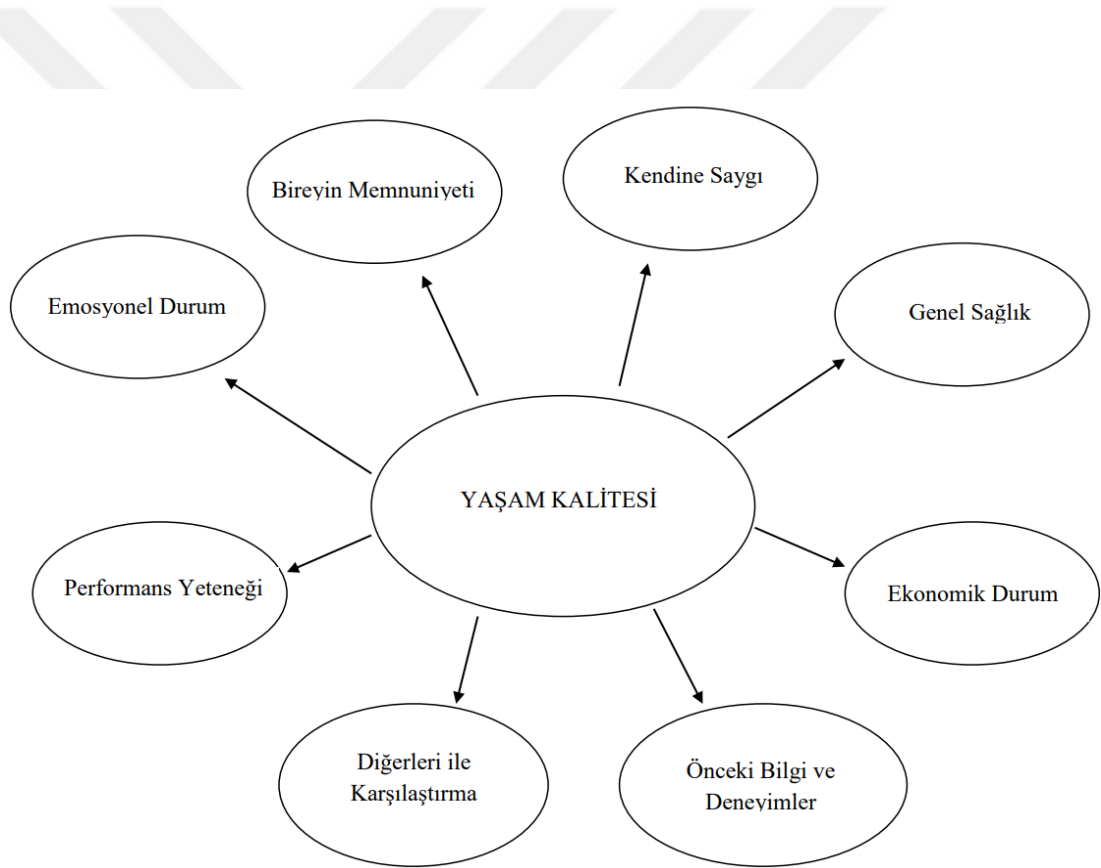 Kendine Saygı
Bireyin Memnuniyeti
Emosyonel Durum
Genel Sağlık
YAŞAM KALİTESİ
Performans Yeteneği
Ekonomik Durum
Diğerleri ile
Karşılaştırma
Önceki Bilgi ve
Deneyimler